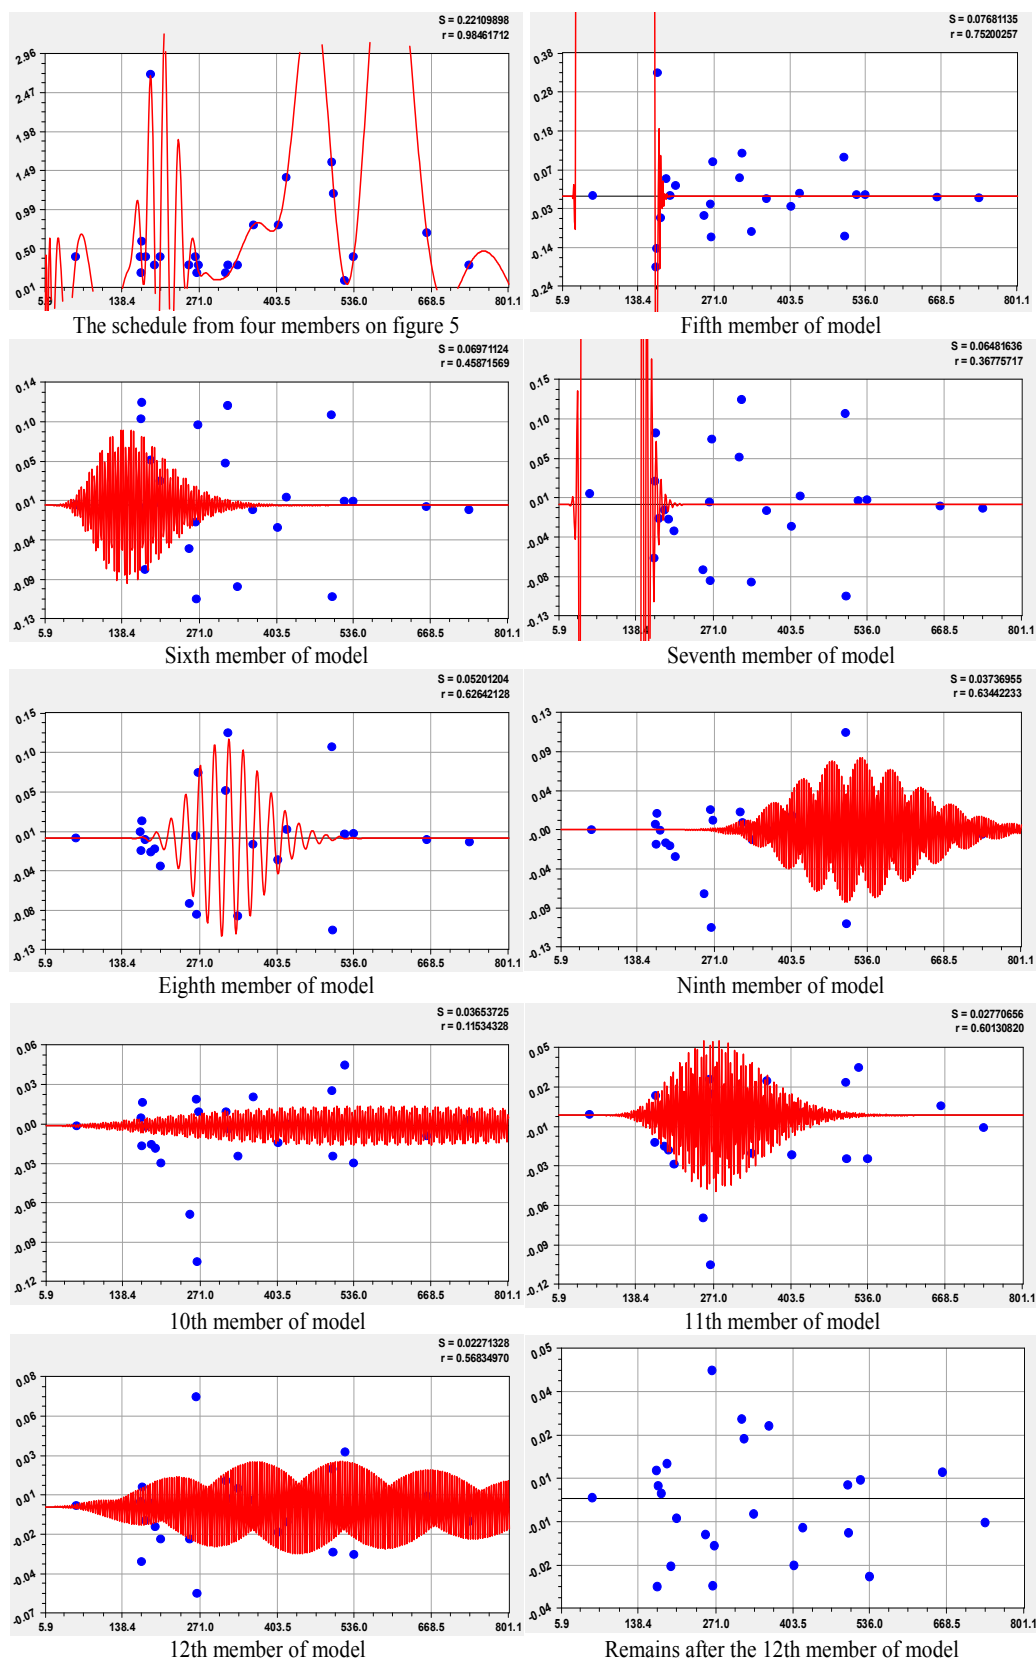 S = 0.22109898
r = 0.98461712
2.96
2.47
1.98
1.49
0.99
0.50
0.01
5.9 138.4 271.0 403.5 536.0 668.5 801.1
The schedule from four members on figure 5
S = 0.07681135
r = 0.75200257
0.38
0.28
0.18
0.07
-0.03
-0.14
-0.24
5.9 138.4 271.0 403.5 536.0 668.5 801.1
Fifth member of model
S = 0.06971124
r = 0.45871569
0.14
0.10
0.05
0.01
-0.04
-0.09
-0.13
5.9 138.4 271.0 403.5 536.0 668.5 801.1
Sixth member of model
S = 0.06481636
r = 0.36775717
0.15
0.10
0.05
0.01
-0.04
-0.08
-0.13
5.9 138.4 271.0 403.5 536.0 668.5 801.1
Seventh member of model
S = 0.05201204
r = 0.62642128
0.15
0.10
0.05
0.01
-0.04
-0.08
-0.13
5.9 138.4 271.0 403.5 536.0 668.5 801.1
Eighth member of model
S = 0.03736955
r = 0.63442233
0.13
0.09
0.04
-0.00
-0.04
-0.09
-0.13
5.9 138.4 271.0 403.5 536.0 668.5 801.1
Ninth member of model
S = 0.03653725
r = 0.11534328
0.06
0.03
0.00
-0.03
-0.06
-0.09
-0.12
5.9 138.4 271.0 403.5 536.0 668.5 801.1
10th member of model
S = 0.02770656
r = 0.60130820
0.05
0.02
-0.01
-0.03
-0.06
-0.09
-0.12
5.9 138.4 271.0 403.5 536.0 668.5 801.1
11th member of model
S = 0.02271328
r = 0.56834970
0.08
0.06
0.03
0.01
-0.02
-0.04
-0.07
5.9 138.4 271.0 403.5 536.0 668.5 801.1
12th member of model
0.05
0.04
0.02
0.01
-0.01
-0.02
-0.04
5.9 138.4 271.0 403.5 536.0 668.5 801.1
Remains after the 12th member of model